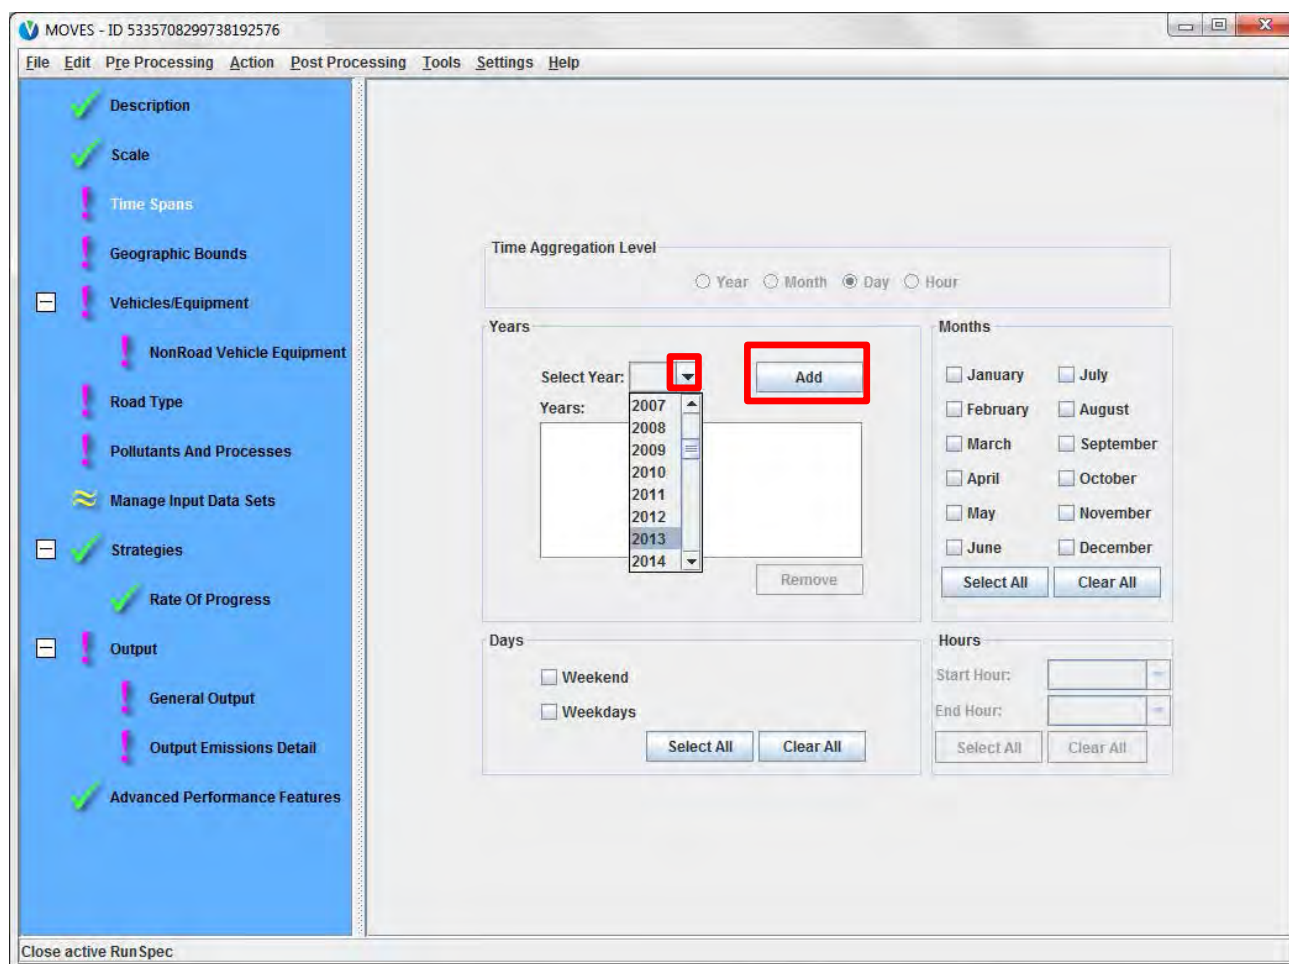 MOVES - ID 5335708299738192576
File Edit Pre Processing Action Post Processing Tools Settings Help
Description
Scale
Time Spans
Geographic Bounds
Vehicles/Equipment
NonRoad Vehicle Equipment
Road Type
Pollutants And Processes
Manage Input Data Sets
Strategies
Rate Of Progress
Output
General Output
Output Emissions Detail
Advanced Performance Features
Time Aggregation Level
Year Month Day Hour
Years
Select Year: Add
Years:
2007
2008
2009
2010
2011
2012
2013
2014
Remove
Months
January July
February August
March September
April October
May November
June December
Select All Clear All
Days
Weekend
Weekdays
Select All Clear All
Hours
Start Hour:
End Hour:
Select All Clear All
Close active RunSpec